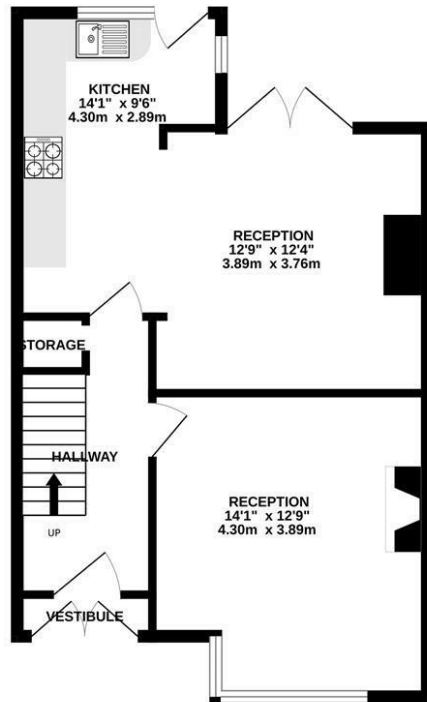 KITCHEN
14'1" x 9'6"
4.30m x 2.89m
RECEPTION
12'9" x 12'4"
3.89m x 3.76m
STORAGE
HALLWAY
UP
RECEPTION
14'1" x 12'9"
4.30m x 3.89m
VESTIBULE